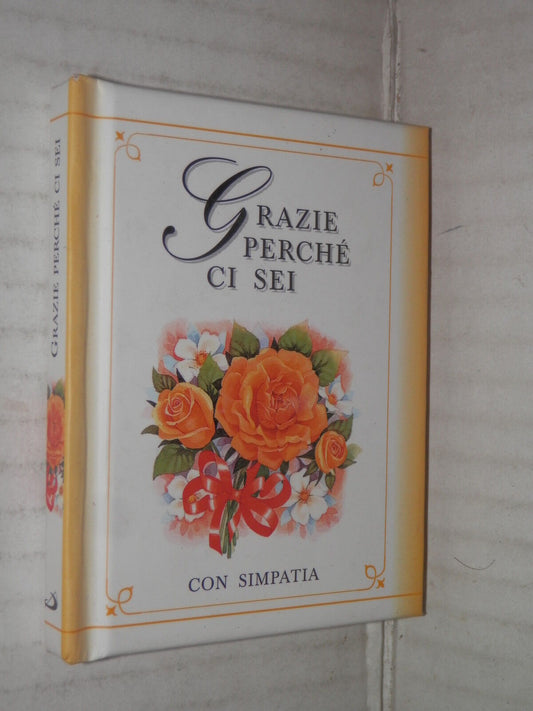 GRAZIE
PERCHÉ
CI SEI
CON SIMPATIA
GRAZIE PERCHÉ CI SEI